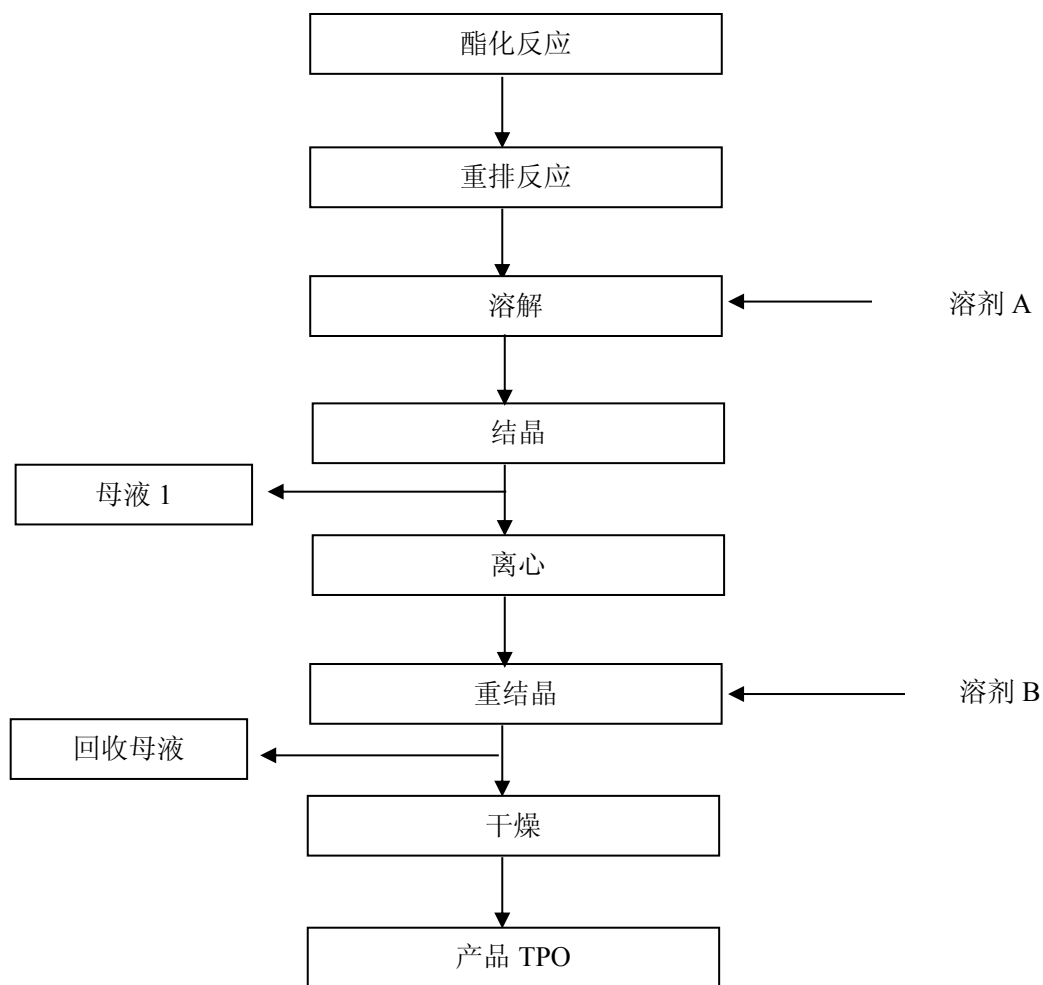 酯化反应
重排反应
溶解
溶剂 A
结晶
母液 1
离心
重结晶
溶剂 B
回收母液
干燥
产品 TPO